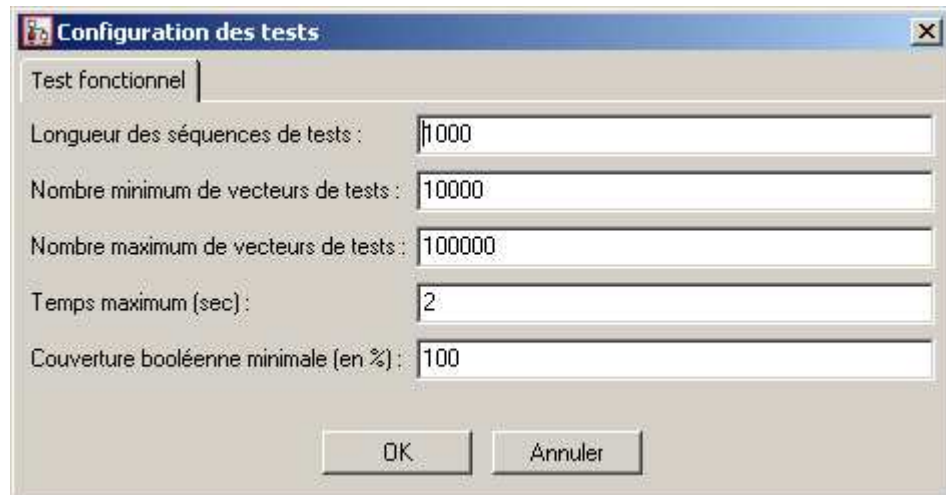 Configuration des tests
Test fonctionnel
Longueur des séquences de tests : 1000
Nombre minimum de vecteurs de tests : 10000
Nombre maximum de vecteurs de tests : 100000
Temps maximum (sec) : 2
Couverture booléenne minimale (en %) : 100
OK Annuler